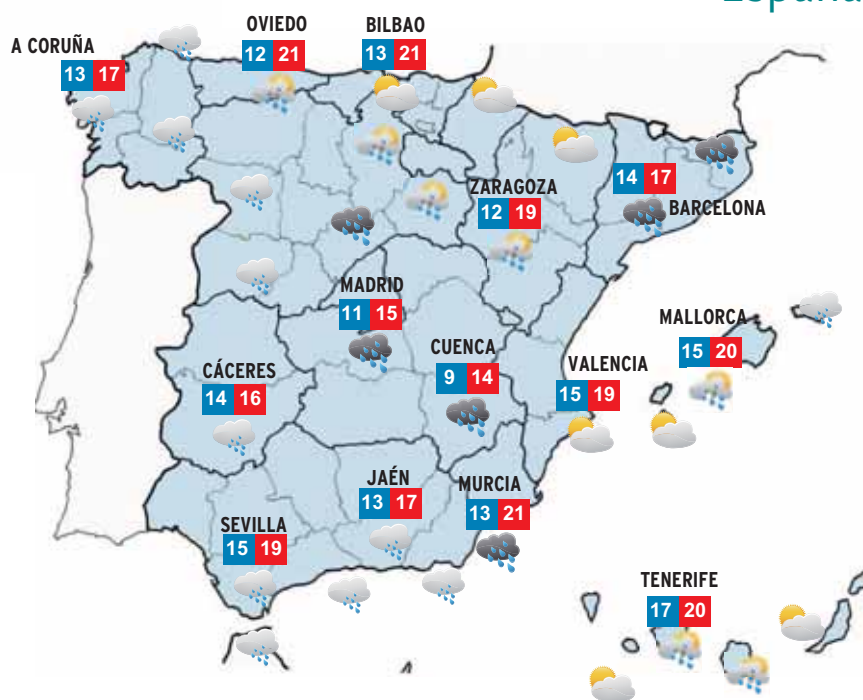 España
OVIEDO
12 21
BILBAO
13 21
A CORUÑA
13 17
ZARAGOZA
12 19
14 17
BARCELONA
MADRID
11 15
CUENCA
9 14
MALLORCA
15 20
CÁCERES
14 16
VALENCIA
15 19
JAÉN
13 17
MURCIA
13 21
SEVILLA
15 19
TENERIFE
17 20